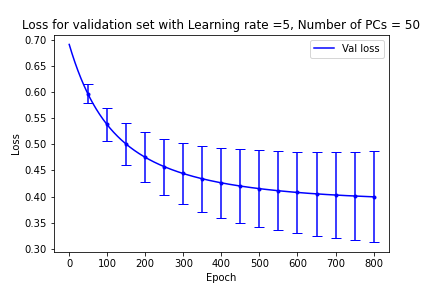 Loss for validation set with Learning rate =5, Number of PCs = 50
Val loss
0.70
0.65
0.60
0.55
0.50
0.45
0.40
0.35
0.30
Loss
0 100 200 300 400 500 600 700 800
Epoch